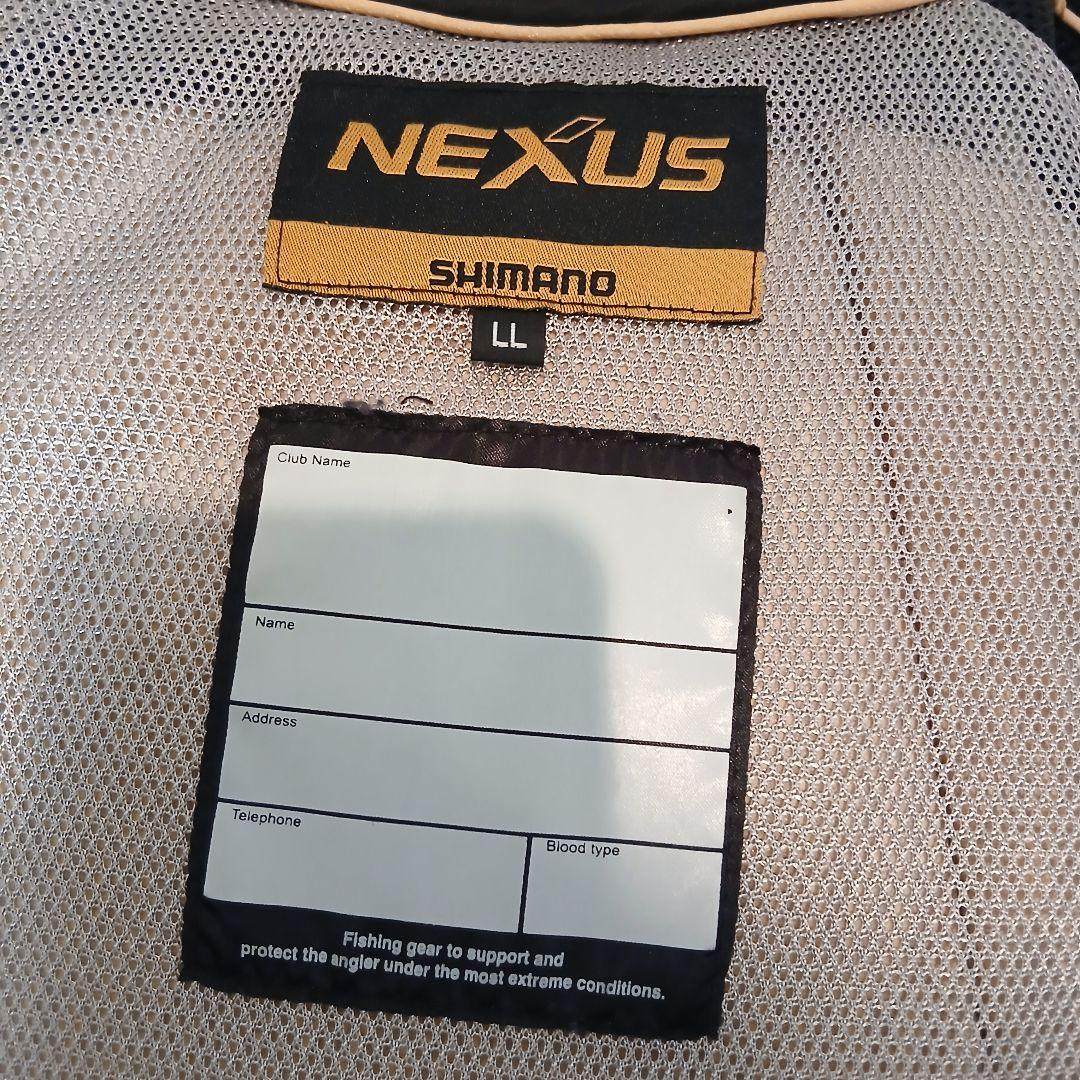 NEXUS
SHIMANO
LL
Club Name
Name
Address
Telephone
Blood type
Fishing gear to support and
protect the angler under the most extreme conditions.